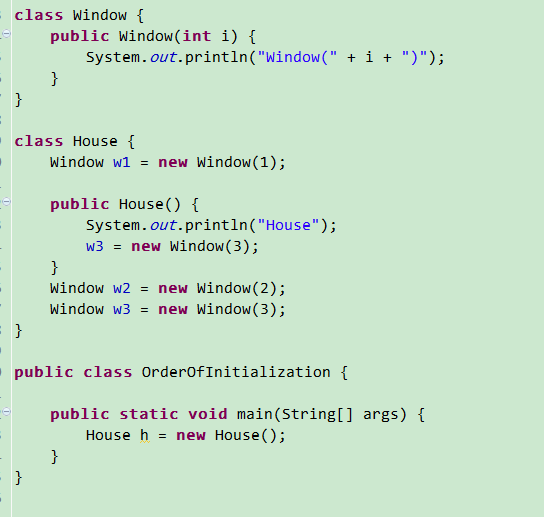 class Window {
public Window(int i) {
System.out.println("Window(" + i + ")");
}
}
class House {
Window w1 = new Window(1);
public House() {
System.out.println("House");
w3 = new Window(3);
}
Window w2 = new Window(2);
Window w3 = new Window(3);
}
public class OrderOfInitialization {
public static void main(String[] args) {
House h = new House();
}
}